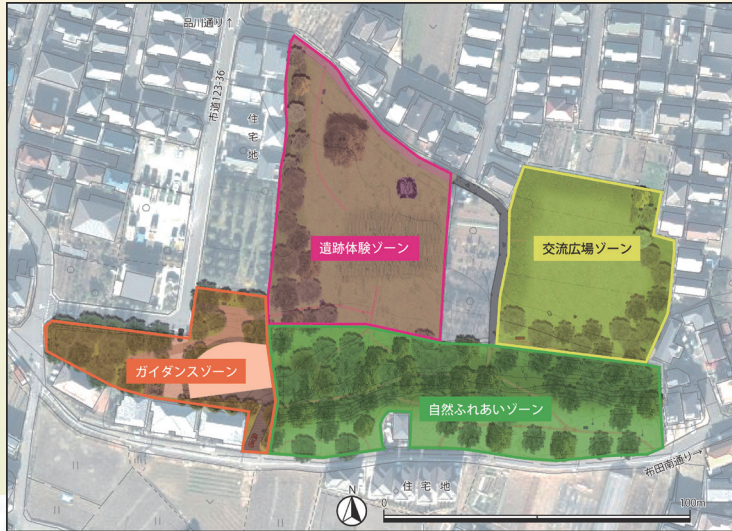 品川通り↑
市道123-36
住宅地
遺跡体験ゾーン
交流広場ゾーン
ガイダンスゾーン
自然ふれあいゾーン
布田南通り→
住宅地
N
0
100m